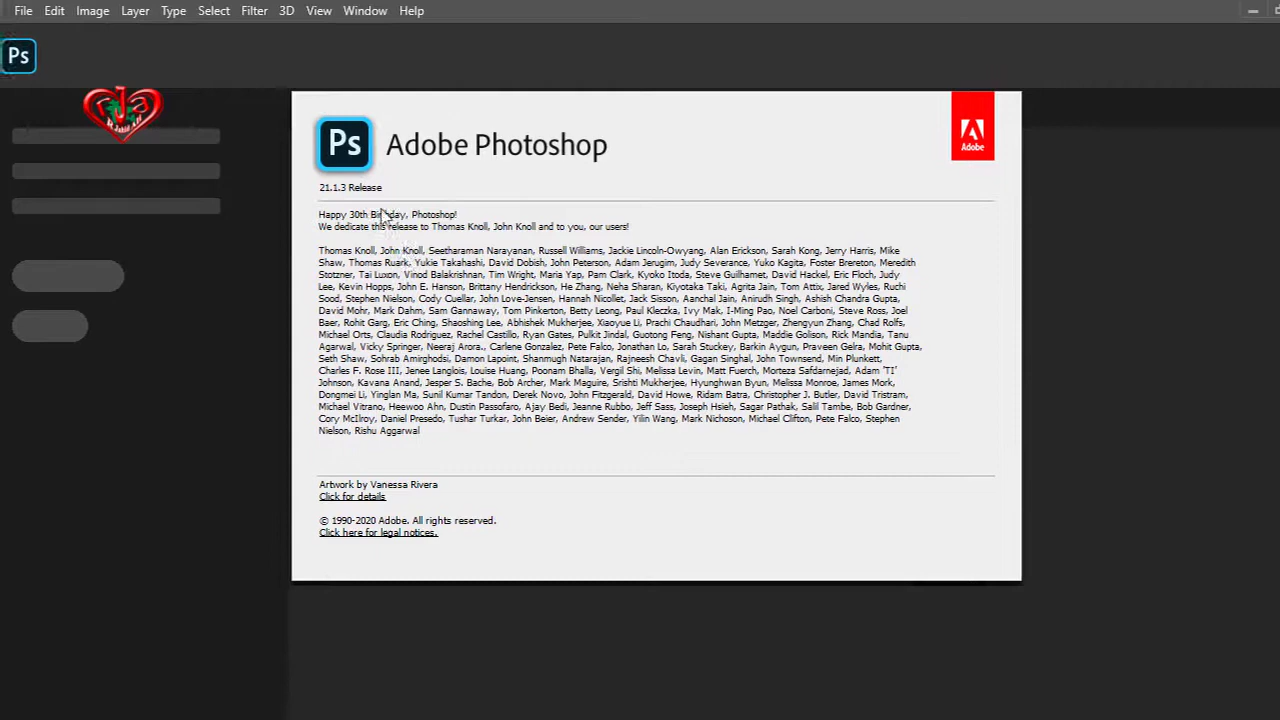 File Edit Image Layer Type Select Filter 3D View Window Help
Ps
rja
Ps Adobe Photoshop
Adobe
21.1.3 Release
Happy 30th Birthday, Photoshop!
We dedicate this release to Thomas Knoll, John Knoll and to you, our users!
Thomas Knoll, John Knoll, Seetharaman Narayanan, Russell Williams, Jackie Lincoln-Owyang, Alan Erickson, Sarah Kong, Jerry Harris, Mike
Shaw, Thomas Ruark, Yukie Takahashi, David Dobish, John Peterson, Adam Jerugim, Judy Severance, Yuko Kagita, Foster Brereton, Meredith
Stotzner, Tai Luxon, Vinod Balakrishnan, Tim Wright, Maria Yap, Pam Clark, Kyoko Itoda, Steve Guilhamet, David Hackel, Eric Floch, Judy
Lee, Kevin Hopps, John E. Hanson, Brittany Hendrickson, He Zhang, Neha Sharan, Kiyotaka Taki, Agrita Jain, Tom Attix, Jared Wyles, Ruchi
Sood, Stephen Nielson, Cody Cuellar, John Love-Jensen, Hannah Nicollet, Jack Sisson, Aanchal Jain, Anirudh Singh, Ashish Chandra Gupta,
David Mohr, Mark Dahm, Sam Gannaway, Tom Pinkerton, Betty Leong, Paul Kleczka, Ivy Mak, I-Ming Pao, Noel Carboni, Steve Ross, Joel
Baer, Rohit Garg, Eric Ching, Shaoshing Lee, Abhishek Mukherjee, Xiaoyue Li, Prachi Chaudhari, John Metzger, Zhengyun Zhang, Chad Rolfs,
Michael Orts, Claudia Rodriguez, Rachel Castillo, Ryan Gates, Pulkit Jindal, Guotong Feng, Nishant Gupta, Maddie Golison, Rick Mandia, Tanu
Agarwal, Vicky Springer, Neeraj Arora., Carlene Gonzalez, Pete Falco, Jonathan Lo, Sarah Stuckey, Barkin Aygun, Praveen Gelra, Mohit Gupta,
Seth Shaw, Sohrab Amirghodsi, Damon Lapoint, Shanmugh Natarajan, Rajneesh Chavli, Gagan Singhal, John Townsend, Min Plunkett,
Charles F. Rose III, Jenee Langlois, Louise Huang, Poonam Bhalla, Vergil Shi, Melissa Levin, Matt Fuerch, Morteza Safdarnejad, Adam 'TI'
Johnson, Kavana Anand, Jesper S. Bache, Bob Archer, Mark Maguire, Sristhi Mukherjee, Hyunghwan Byun, Melissa Monroe, James Mork,
Dongmei Li, Yinglan Ma, Sunil Kumar Tandon, Derek Novo, John Fitzgerald, David Howe, Ridam Batra, Christopher J. Butler, David Tristram,
Michael Vitrano, Heewoo Ahn, Dustin Passofaro, Ajay Bedi, Jeanne Rubbo, Jeff Sass, Joseph Hsieh, Sagar Pathak, Salil Tambe, Bob Gardner,
Cory McIlroy, Daniel Presedo, Tushar Turkar, John Beier, Andrew Sender, Yilin Wang, Mark Nichoson, Michael Clifton, Pete Falco, Stephen
Nielson, Rishu Aggarwal
Artwork by Vanessa Rivera
Click for details
© 1990-2020 Adobe. All rights reserved.
Click here for legal notices.